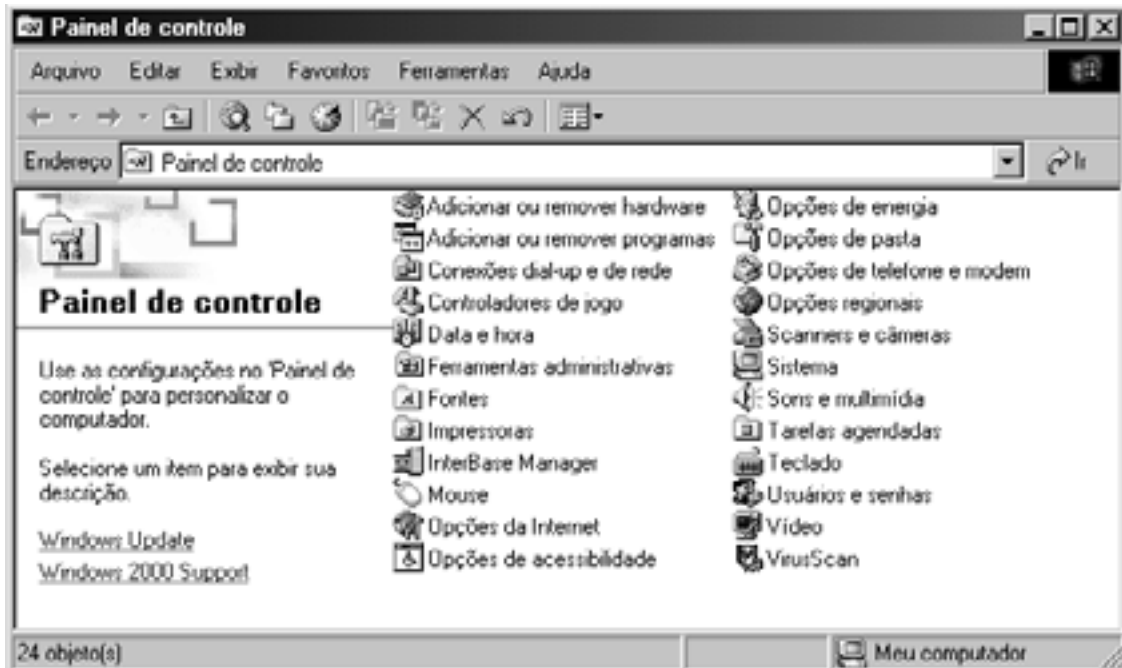 Painel de controle
Arquivo Editar Exibir Favoritos Ferramentas Ajuda
Endereço Painel de controle Ir
Painel de controle
Use as configurações no 'Painel de
controle' para personalizar o
computador.
Selecione um item para exibir sua
descrição.
Windows Update
Windows 2000 Support
Adicionar ou remover hardware
Adicionar ou remover programas
Conexões dial-up e de rede
Controladores de jogo
Data e hora
Ferramentas administrativas
Fontes
Impressoras
InterBase Manager
Mouse
Opções da Internet
Opções de acessibilidade
Opções de energia
Opções de pasta
Opções de telefone e modem
Opções regionais
Scanners e câmeras
Sistema
Sons e multimídia
Tarefas agendadas
Teclado
Usuários e senhas
Vídeo
VirusScan
24 objeto(s) Meu computador